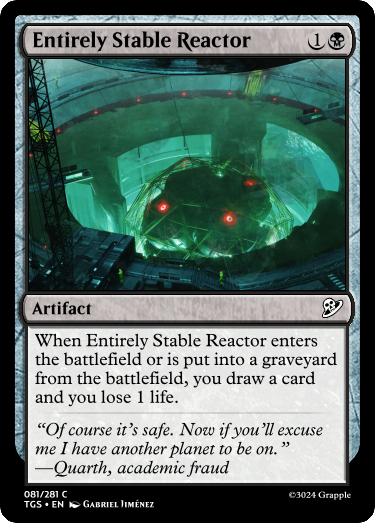 Entirely Stable Reactor 1
Artifact
When Entirely Stable Reactor enters
the battlefield or is put into a graveyard
from the battlefield, you draw a card
and you lose 1 life.
“Of course it’s safe. Now if you’ll excuse
me I have another planet to be on.”
—Quarth, academic fraud
081/281 C
TGS • EN Gabriel Jiménez
©3024 Grapple